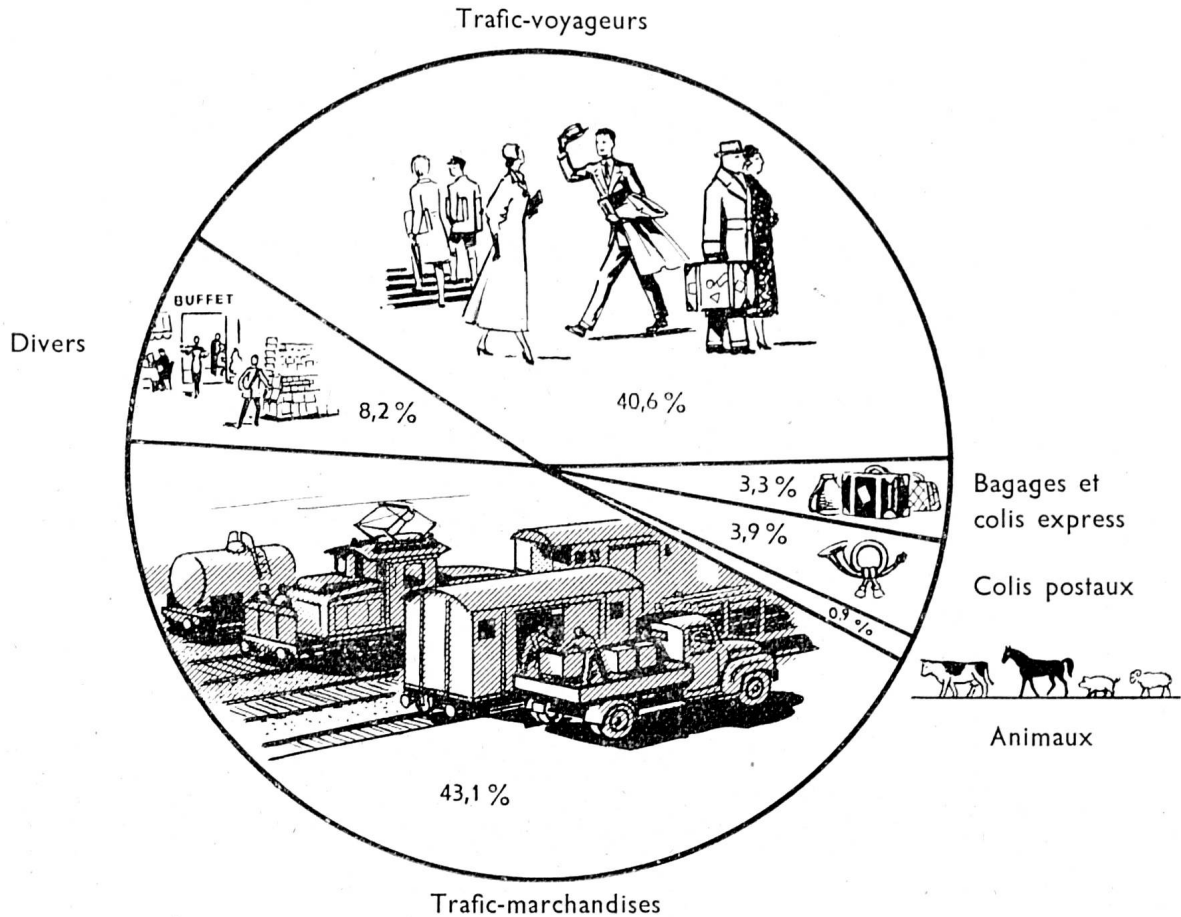 Trafic-voyageurs
BUFFET
Divers
8,2 %
40,6 %
3,3 %
Bagages et
colis express
3,9 %
Colis postaux
0,9 %
Animaux
43,1 %
Trafic-marchandises